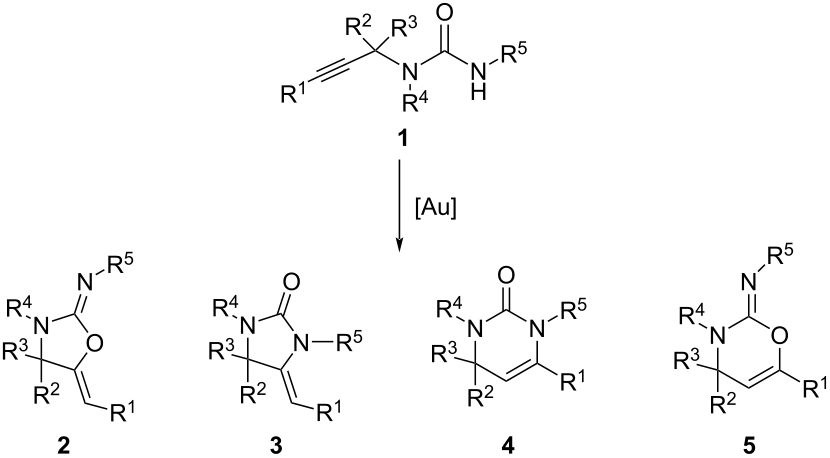 R² R³
O
R¹
N
N
H
R⁵
R⁴
1
[Au]
N R⁵
R⁴ N
R³
O
R²
R¹
2
O
R⁴ N
N R⁵
R³
R²
R¹
3
O
R⁴ N
N R⁵
R³
R²
R¹
4
N R⁵
R⁴ N
O
R³
R²
R¹
5